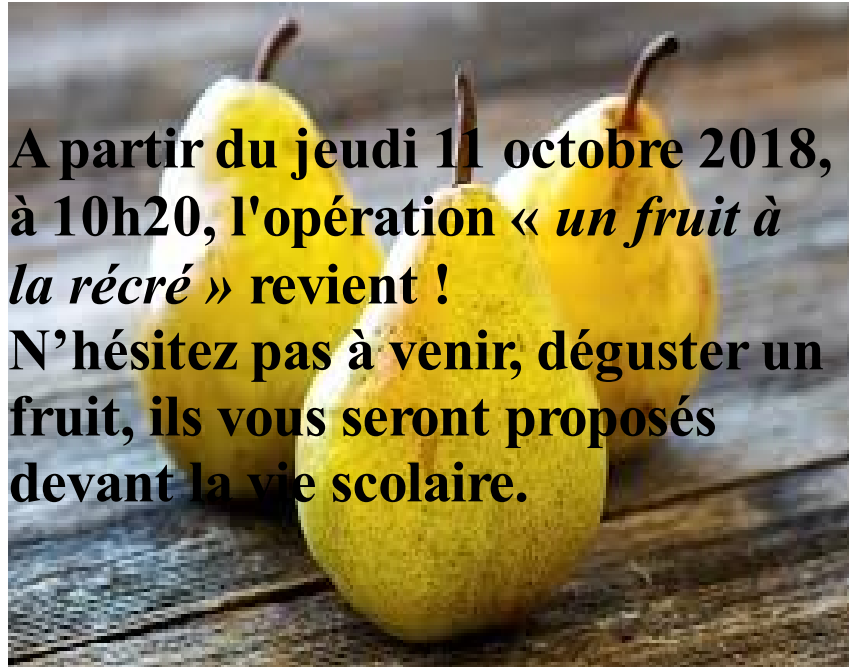 A partir du jeudi 11 octobre 2018,
à 10h20, l'opération « un fruit à
la récré » revient !
N’hésitez pas à venir, déguster un
fruit, ils vous seront proposés
devant la vie scolaire.